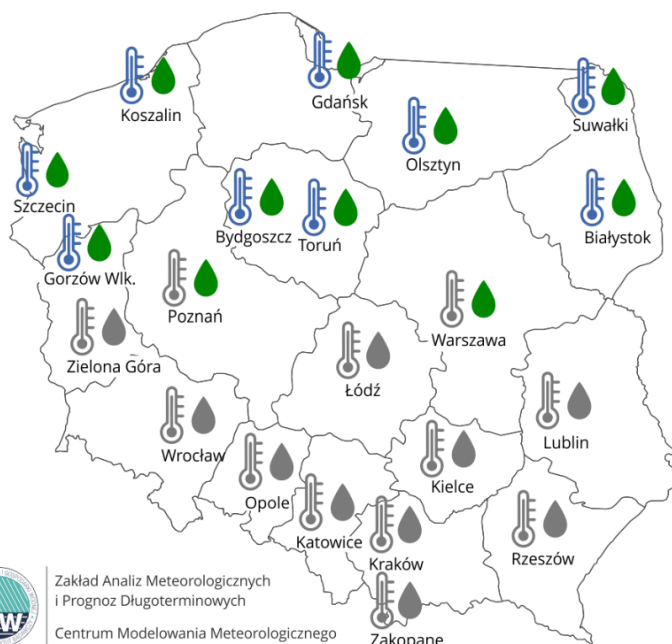 Koszalin
Gdańsk
Suwałki
Olsztyn
Szczecin
Bydgoszcz
Toruń
Białystok
Gorzów Wlk.
Poznań
Warszawa
Zielona Góra
Łódź
Lublin
Wrocław
Kielce
Opole
Katowice
Kraków
Rzeszów
Zakopane
Zakład Analiz Meteorologicznych
i Prognoz Długoterminowych
Centrum Modelowania Meteorologicznego